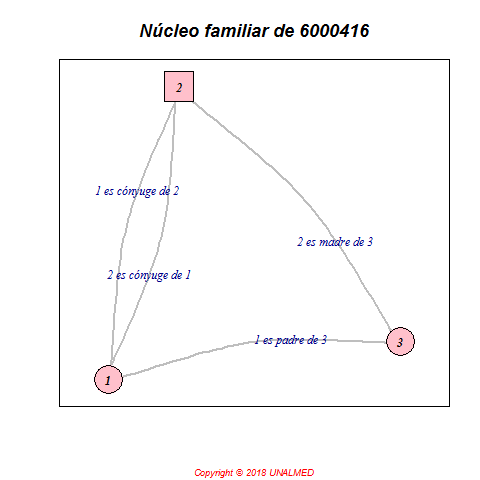 Núcleo familiar de 6000416
2
1 es cónyuge de 2
2 es madre de 3
2 es cónyuge de 1
1 es padre de 3
3
1
Copyright © 2018 UNALMED